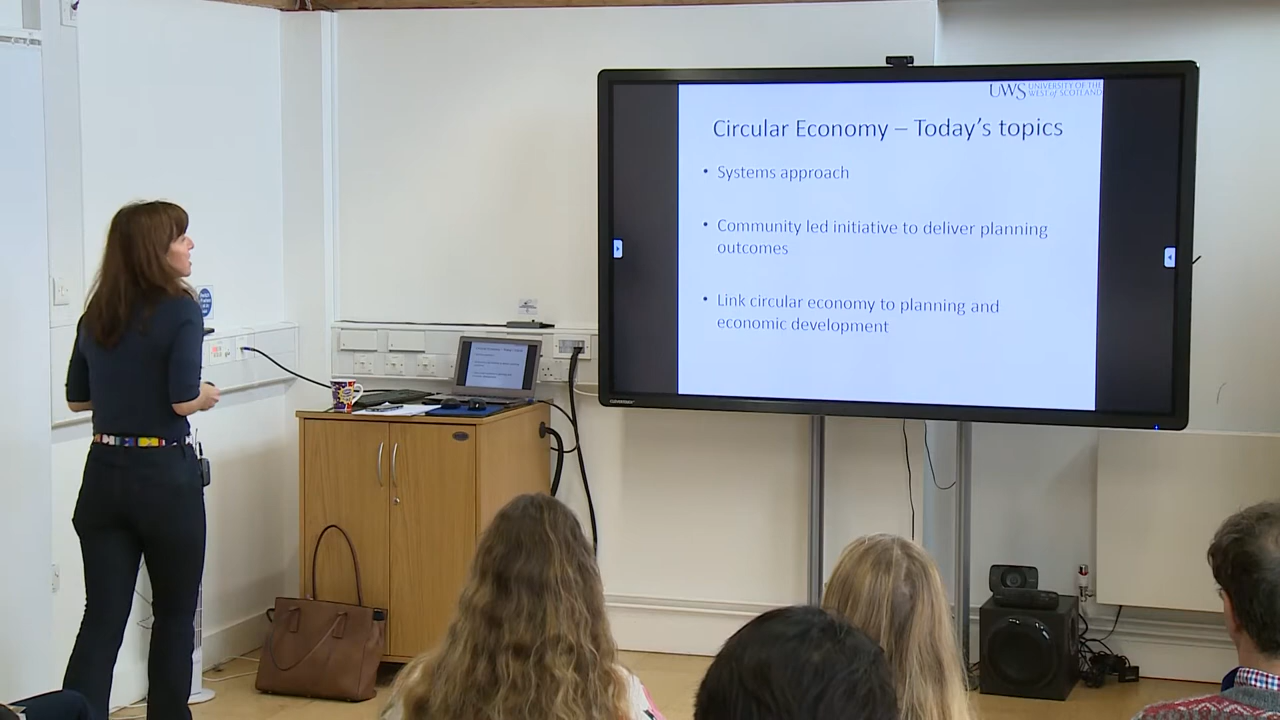 UWS UNIVERSITY OF THE
WEST of SCOTLAND
Circular Economy – Today's topics
• Systems approach
• Community led initiative to deliver planning
outcomes
• Link circular economy to planning and
economic development
CLEVERTOUCH